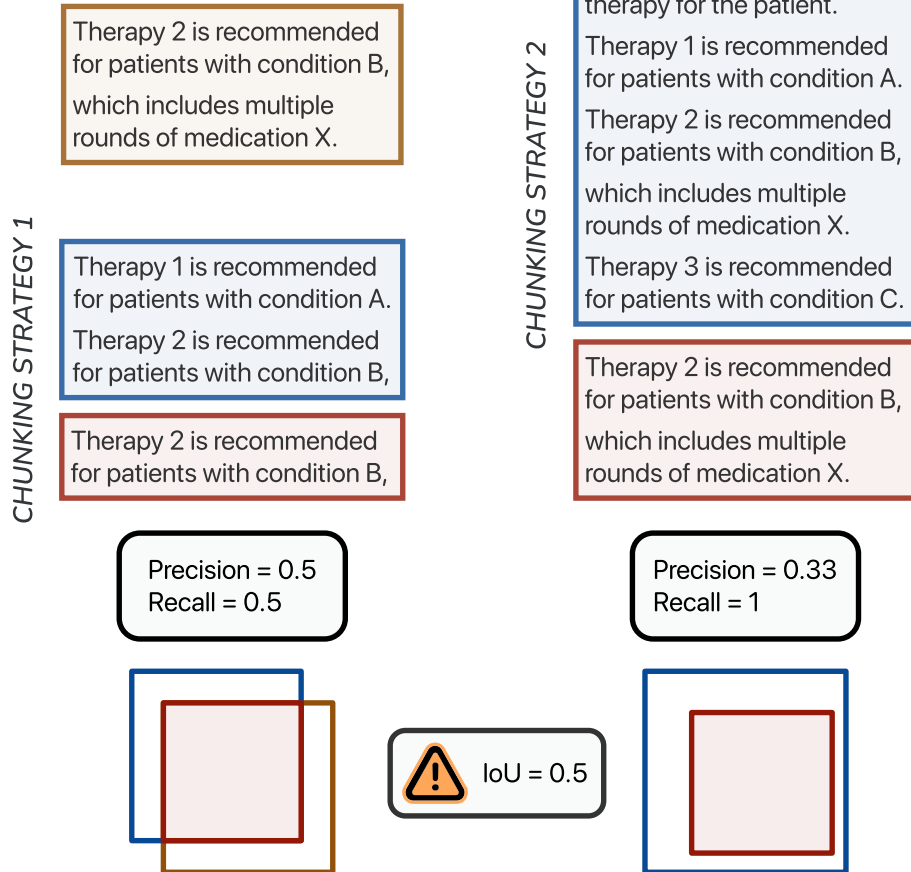 Therapy 2 is recommended
for patients with condition B,
which includes multiple
rounds of medication X.
CHUNKING STRATEGY 1
Therapy 1 is recommended
for patients with condition A.
Therapy 2 is recommended
for patients with condition B,
Therapy 2 is recommended
for patients with condition B,
Precision = 0.5
Recall = 0.5
CHUNKING STRATEGY 2
therapy for the patient.
Therapy 1 is recommended
for patients with condition A.
Therapy 2 is recommended
for patients with condition B,
which includes multiple
rounds of medication X.
Therapy 3 is recommended
for patients with condition C.
Therapy 2 is recommended
for patients with condition B,
which includes multiple
rounds of medication X.
Precision = 0.33
Recall = 1
IoU = 0.5